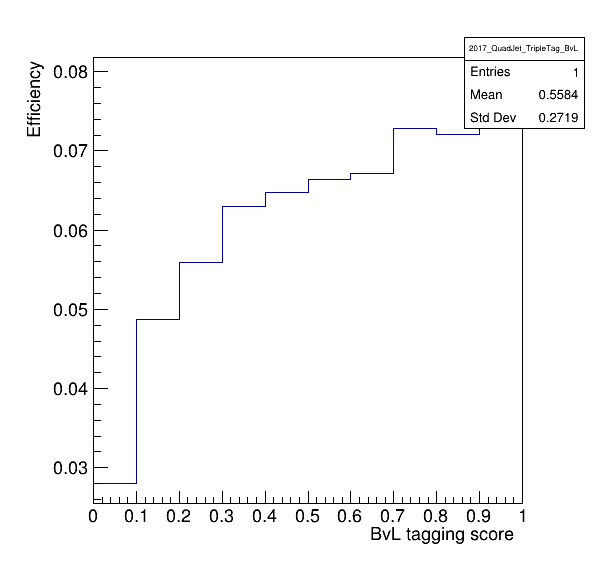 2017_QuadJet_TripleTag_BvL
Entries 1
Mean 0.5584
Std Dev 0.2719
Efficiency
0.08
0.07
0.06
0.05
0.04
0.03
0 0.1 0.2 0.3 0.4 0.5 0.6 0.7 0.8 0.9 1
BvL tagging score